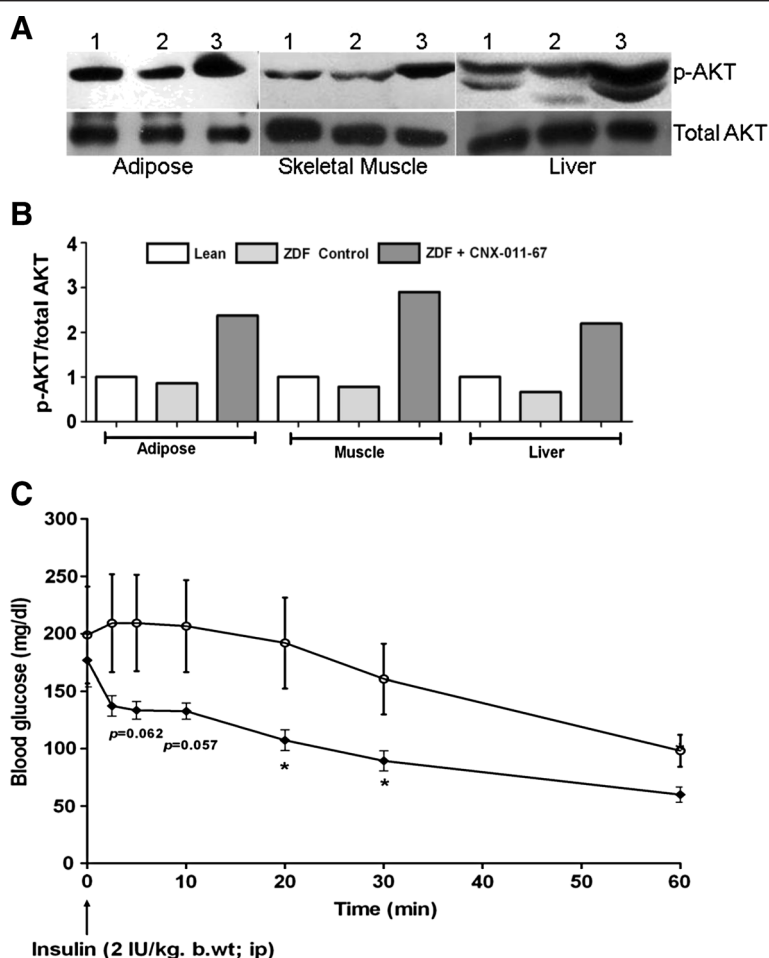 A
1 2 3 1 2 3 1 2 3
p-AKT
Total AKT
Adipose Skeletal Muscle Liver
B
p-AKT/total AKT
4
3
2
1
0
Lean ZDF Control ZDF + CNX-011-67
Adipose Muscle Liver
C
Blood glucose (mg/dl)
300
250
200
150
100
50
0
p=0.062
p=0.057
* *
0 10 20 30 40 50 60
Time (min)
Insulin (2 IU/kg. b.wt; ip)